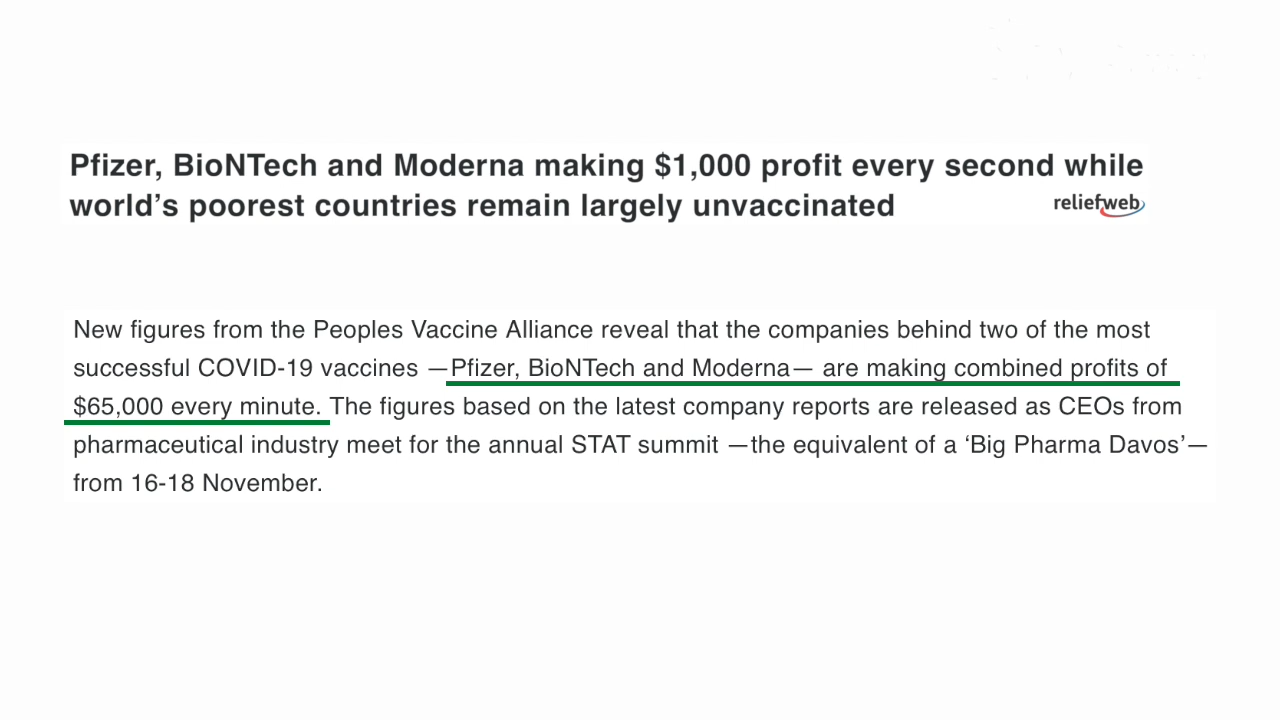 Pfizer, BioNTech and Moderna making $1,000 profit every second while
world’s poorest countries remain largely unvaccinated
reliefweb
New figures from the Peoples Vaccine Alliance reveal that the companies behind two of the most
successful COVID-19 vaccines —Pfizer, BioNTech and Moderna— are making combined profits of
$65,000 every minute. The figures based on the latest company reports are released as CEOs from
pharmaceutical industry meet for the annual STAT summit —the equivalent of a ‘Big Pharma Davos’—
from 16-18 November.